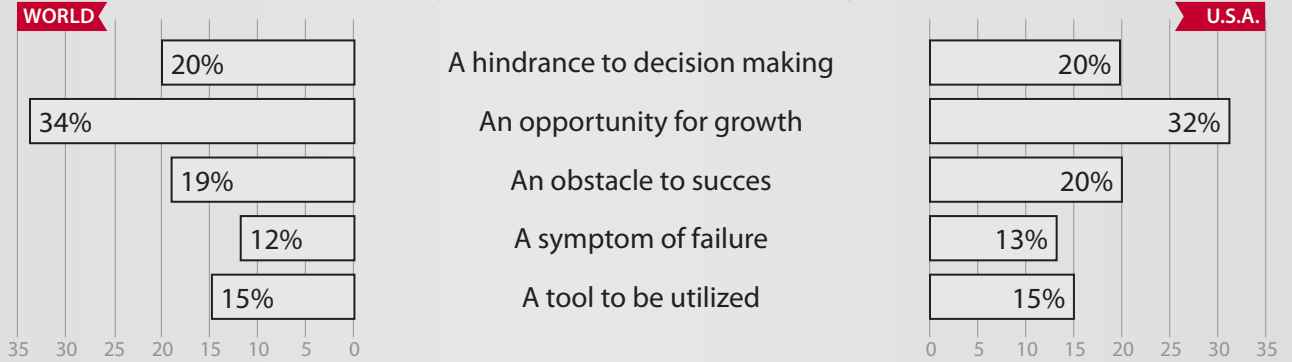 WORLD U.S.A.
20% A hindrance to decision making 20%
34% An opportunity for growth 32%
19% An obstacle to succes 20%
12% A symptom of failure 13%
15% A tool to be utilized 15%
35 30 25 20 15 10 5 0 0 5 10 15 20 25 30 35